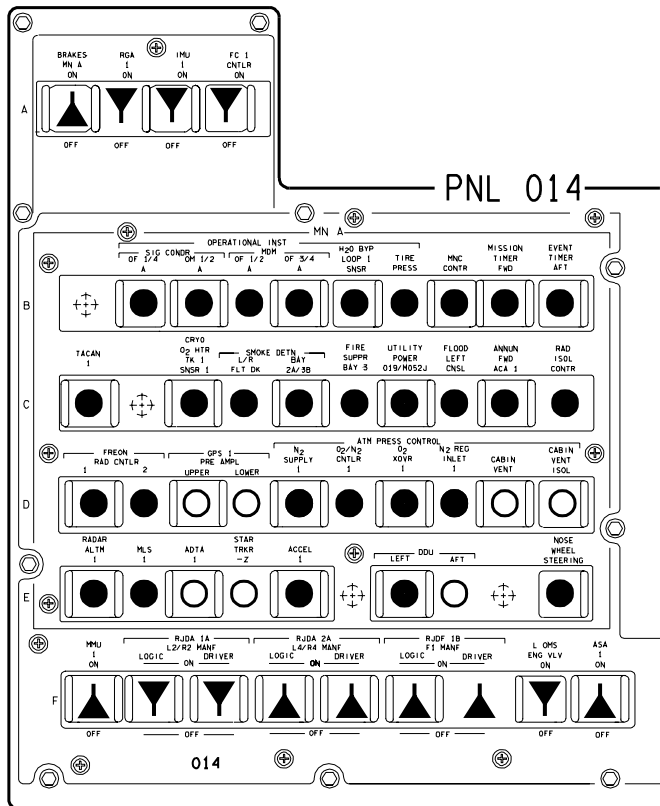 BRAKES RGA IMU FC 1
MN A 1 1 CNTLR
ON ON ON ON
A
OFF OFF OFF OFF
PNL 014
MN A
OPERATIONAL INST
SIG CONDR MDM H2O BYP MISSION EVENT
OF 1/4 OM 1/2 OF 1/2 OF 3/4 LOOP 1 TIRE MNC TIMER TIMER
A A A A SNSR PRESS CONTR FWD AFT
B
CRYO
TACAN O2 HTR SMOKE DETN FIRE UTILITY FLOOD ANNUN RAD
1 TK 1 L/R BAY SUPPR POWER LEFT FWD ISOL
SNSR 1 FLT DK 2A/3B BAY 3 019/M052J CNSL ACA 1 CONTR
C
ATM PRESS CONTROL
FREON GPS 1 N2 O2/N2 O2 N2 REG CABIN
RAD CNTLR PRE AMPL SUPPLY CNTLR XOVR INLET CABIN VENT
1 2 UPPER LOWER 1 1 1 1 VENT ISOL
D
RADAR STAR NOSE
ALTM MLS ADTA TRKR ACCEL DDU WHEEL
1 1 1 -Z 1 LEFT AFT STEERING
E
MMU RJDA 1A RJDA 2A RJDF 1B L OMS ASA
1 L2/R2 MANF L4/R4 MANF F1 MANF ENG VLV 1
ON LOGIC ON DRIVER LOGIC ON DRIVER LOGIC ON DRIVER ON ON
F
OFF OFF OFF OFF OFF OFF
014